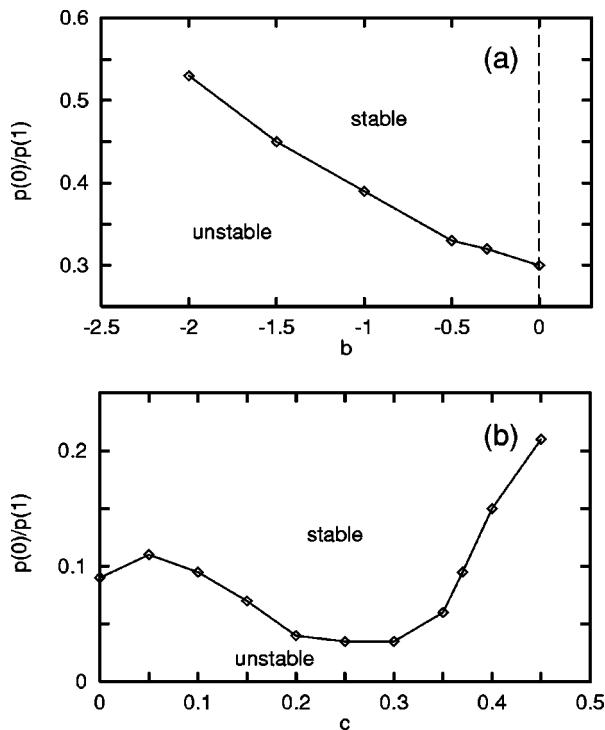 0.6
(a)
0.5
stable
p(0)/p(1)
0.4
unstable
0.3
-2.5 -2 -1.5 -1 -0.5 0
b
(b)
0.2
p(0)/p(1)
stable
0.1
unstable
0
0 0.1 0.2 0.3 0.4 0.5
c